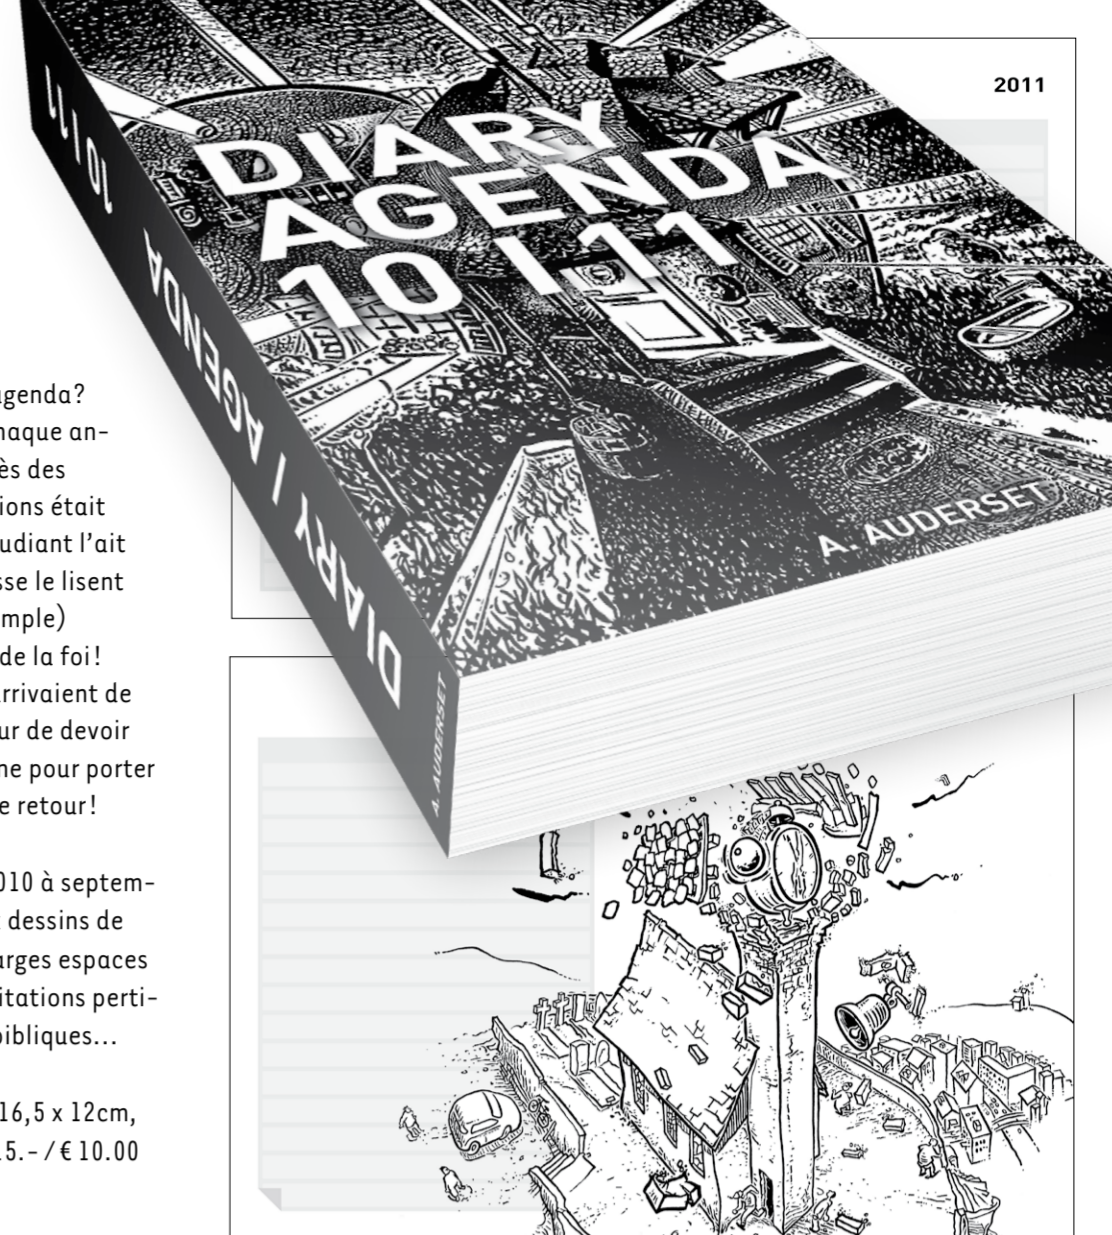 2011
DIARY
AGENDA
10 | 11
A. AUDERSET
DIARY | AGENDA 10 | 11
A. AUDERSET
agenda?
haque an-
ès des
ions était
udiant l’ait
sse le lisent
mple)
de la foi!
rrivaient de
ur de devoir
ne pour porter
e retour!
010 à septem-
dessins de
arges espaces
itations perti-
bibliques...
16,5 x 12cm,
5.- / € 10.00